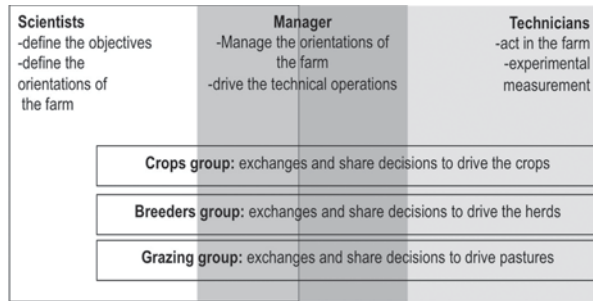 Scientists
-define the objectives
-define the
orientations of
the farm
Manager
-Manage the orientations of
the farm
-drive the technical operations
Technicians
-act in the farm
-experimental
measurement
Crops group: exchanges and share decisions to drive the crops
Breeders group: exchanges and share decisions to drive the herds
Grazing group: exchanges and share decisions to drive pastures